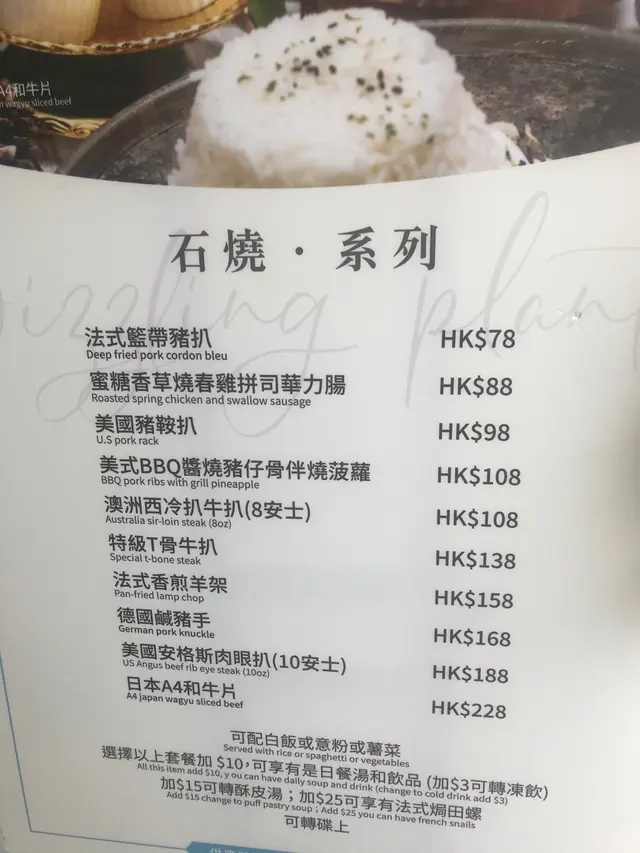 A4和牛片
wagyu sliced beef
石燒・系列
sizzling plan
法式籃帶豬扒 HK$78
Deep fried pork cordon bleu
蜜糖香草燒春雞拼司華力腸 HK$88
Roasted spring chicken and swallow sausage
美國豬鞍扒 HK$98
U.S pork rack
美式BBQ醬燒豬仔骨伴燒菠蘿 HK$108
BBQ pork ribs with grill pineapple
澳洲西冷扒牛扒(8安士) HK$108
Australia sir-loin steak (8oz)
特級T骨牛扒 HK$138
Special t-bone steak
法式香煎羊架 HK$158
Pan-fried lamp chop
德國鹹豬手 HK$168
German pork knuckle
美國安格斯肉眼扒(10安士) HK$188
US Angus beef rib eye steak (10oz)
日本A4和牛片 HK$228
A4 japan wagyu sliced beef
可配白飯或意粉或薯菜
Served with rice or spaghetti or vegetables
選擇以上套餐加 $10，可享有是日餐湯和飲品 (加$3可轉凍飲)
All this item add $10, y ou can have daily soup and drink (change to cold drink add $3)
加$15可轉酥皮湯；加$25可享有法式焗田螺
Add $15 change to puff pastry soup ; Add $25 you can have french snails
可轉碟上